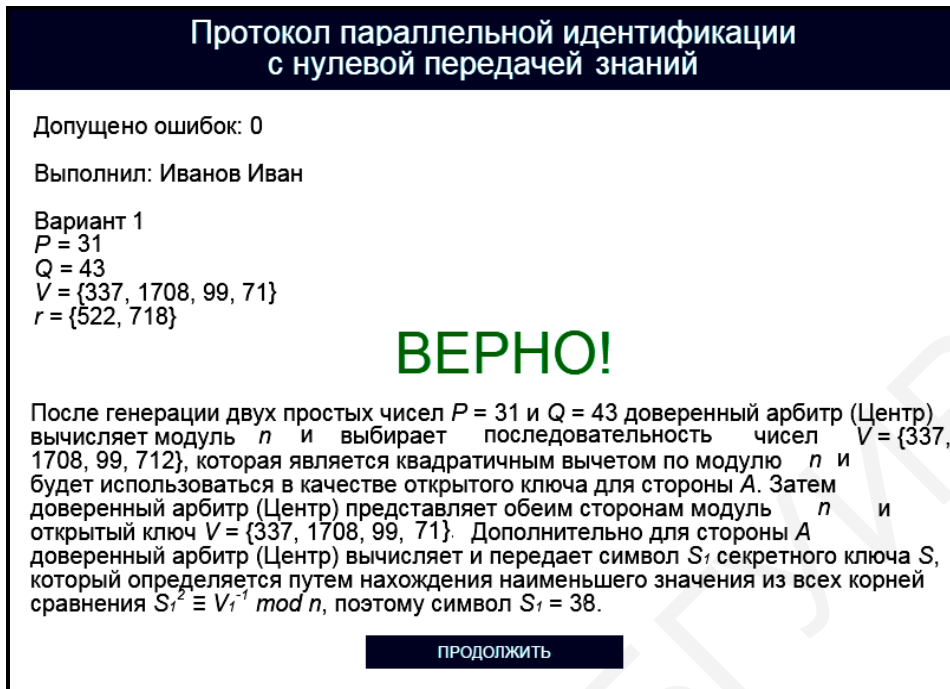 Протокол параллельной идентификации
с нулевой передачей знаний
Допущено ошибок: 0
Выполнил: Иванов Иван
Вариант 1
P = 31
Q = 43
V = {337, 1708, 99, 71}
r = {522, 718}
ВЕРНО!
После генерации двух простых чисел P = 31 и Q = 43 доверенный арбитр (Центр)
вычисляет модуль n и выбирает последовательность чисел V = {337,
1708, 99, 712}, которая является квадратичным вычетом по модулю n и
будет использоваться в качестве открытого ключа для стороны А. Затем
доверенный арбитр (Центр) представляет обеим сторонам модуль n и
открытый ключ V = {337, 1708, 99, 71}. Дополнительно для стороны А
доверенный арбитр (Центр) вычисляет и передает символ S₁ секретного ключа S,
который определяется путем нахождения наименьшего значения из всех корней
сравнения S₁² ≡ V₁⁻¹ mod n, поэтому символ S₁ = 38.
ПРОДОЛЖИТЬ